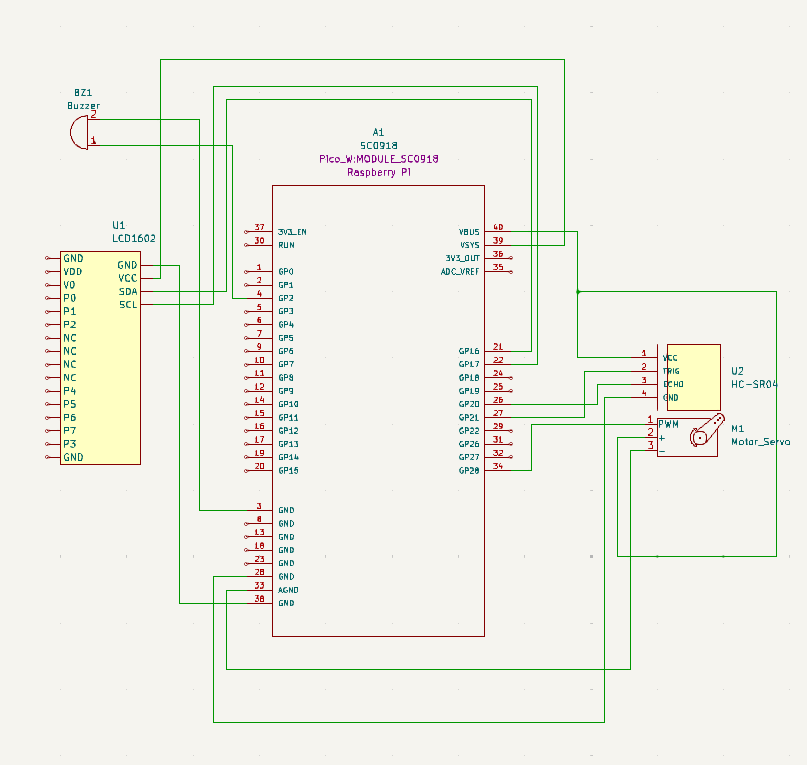 BZ1
Buzzer
2
1
A1
SC0918
Pico_W:MODULE_SC0918
Raspberry Pi
U1
LCD1602
GND
VDD
V0
P0
P1
P2
NC
NC
NC
NC
P4
P5
P6
P7
P3
GND
GND
VCC
SDA
SCL
37 3V3_EN
30 RUN
1 GP0
2 GP1
4 GP2
5 GP3
6 GP4
7 GP5
9 GP6
10 GP7
11 GP8
12 GP9
14 GP10
15 GP11
16 GP12
17 GP13
19 GP14
20 GP15
3 GND
8 GND
13 GND
18 GND
23 GND
28 GND
33 AGND
38 GND
VBUS 40
VSYS 39
3V3_OUT 36
ADC_VREF 35
GP16 21
GP17 22
GP18 24
GP19 25
GP20 26
GP21 27
GP22 29
GP26 31
GP27 32
GP28 34
1 VCC
2 TRIG
3 ECHO
4 GND
U2
HC-SR04
1 PWM
2 +
3 -
M1
Motor_Servo